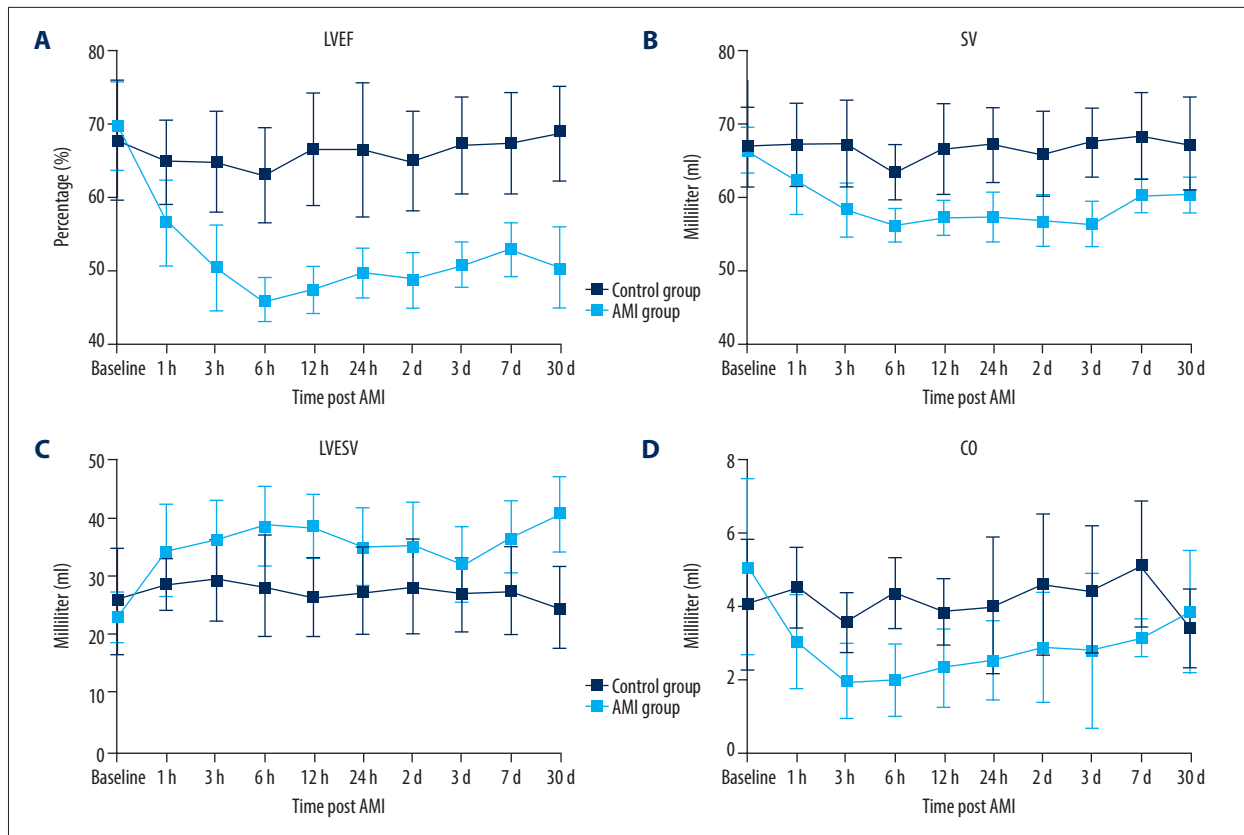 A
LVEF
80
70
60
50
40
Percentage (%)
Baseline 1 h 3 h 6 h 12 h 24 h 2 d 3 d 7 d 30 d
Time post AMI
Control group
AMI group
B
SV
80
70
60
50
40
Milliliter (ml)
Baseline 1 h 3 h 6 h 12 h 24 h 2 d 3 d 7 d 30 d
Time post AMI
C
LVESV
50
40
30
20
10
0
Milliliter (ml)
Baseline 1 h 3 h 6 h 12 h 24 h 2 d 3 d 7 d 30 d
Time post AMI
Control group
AMI group
D
CO
8
6
4
2
0
Milliliter (ml)
Baseline 1 h 3 h 6 h 12 h 24 h 2 d 3 d 7 d 30 d
Time post AMI